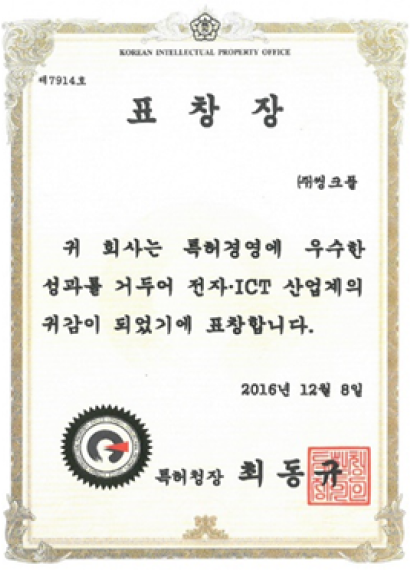 KOREAN INTELLECTUAL PROPERTY OFFICE
제7914호
표 창 장
㈜씽크풀
귀 회사는 특허경영에 우수한
성과를 거두어 전자·ICT 산업계의
귀감이 되었기에 표창합니다.
2016년 12월 8일
특허청장 최 동 규